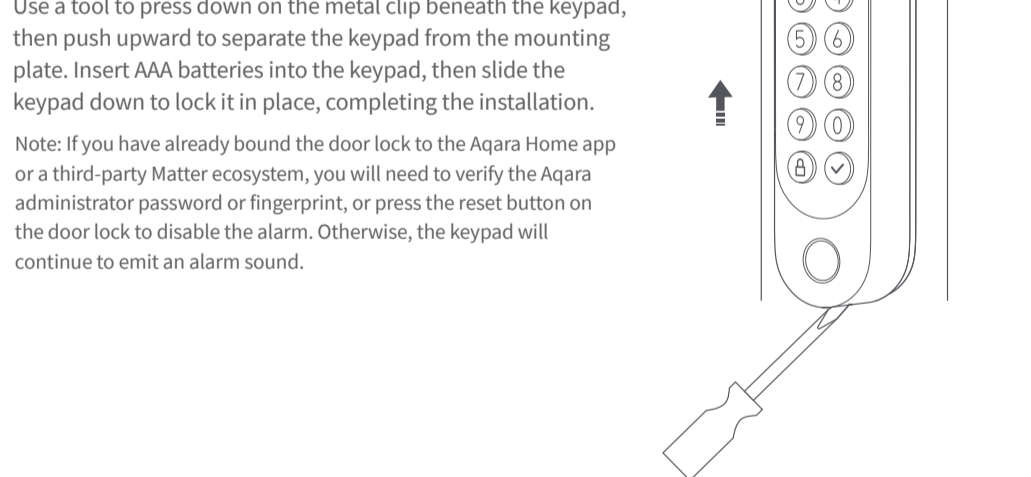 Use a tool to press down on the metal clip beneath the keypad,
then push upward to separate the keypad from the mounting
plate. Insert AAA batteries into the keypad, then slide the
keypad down to lock it in place, completing the installation.
Note: If you have already bound the door lock to the Aqara Home app
or a third-party Matter ecosystem, you will need to verify the Aqara
administrator password or fingerprint, or press the reset button on
the door lock to disable the alarm. Otherwise, the keypad will
continue to emit an alarm sound.
5 6
7 8
9 0